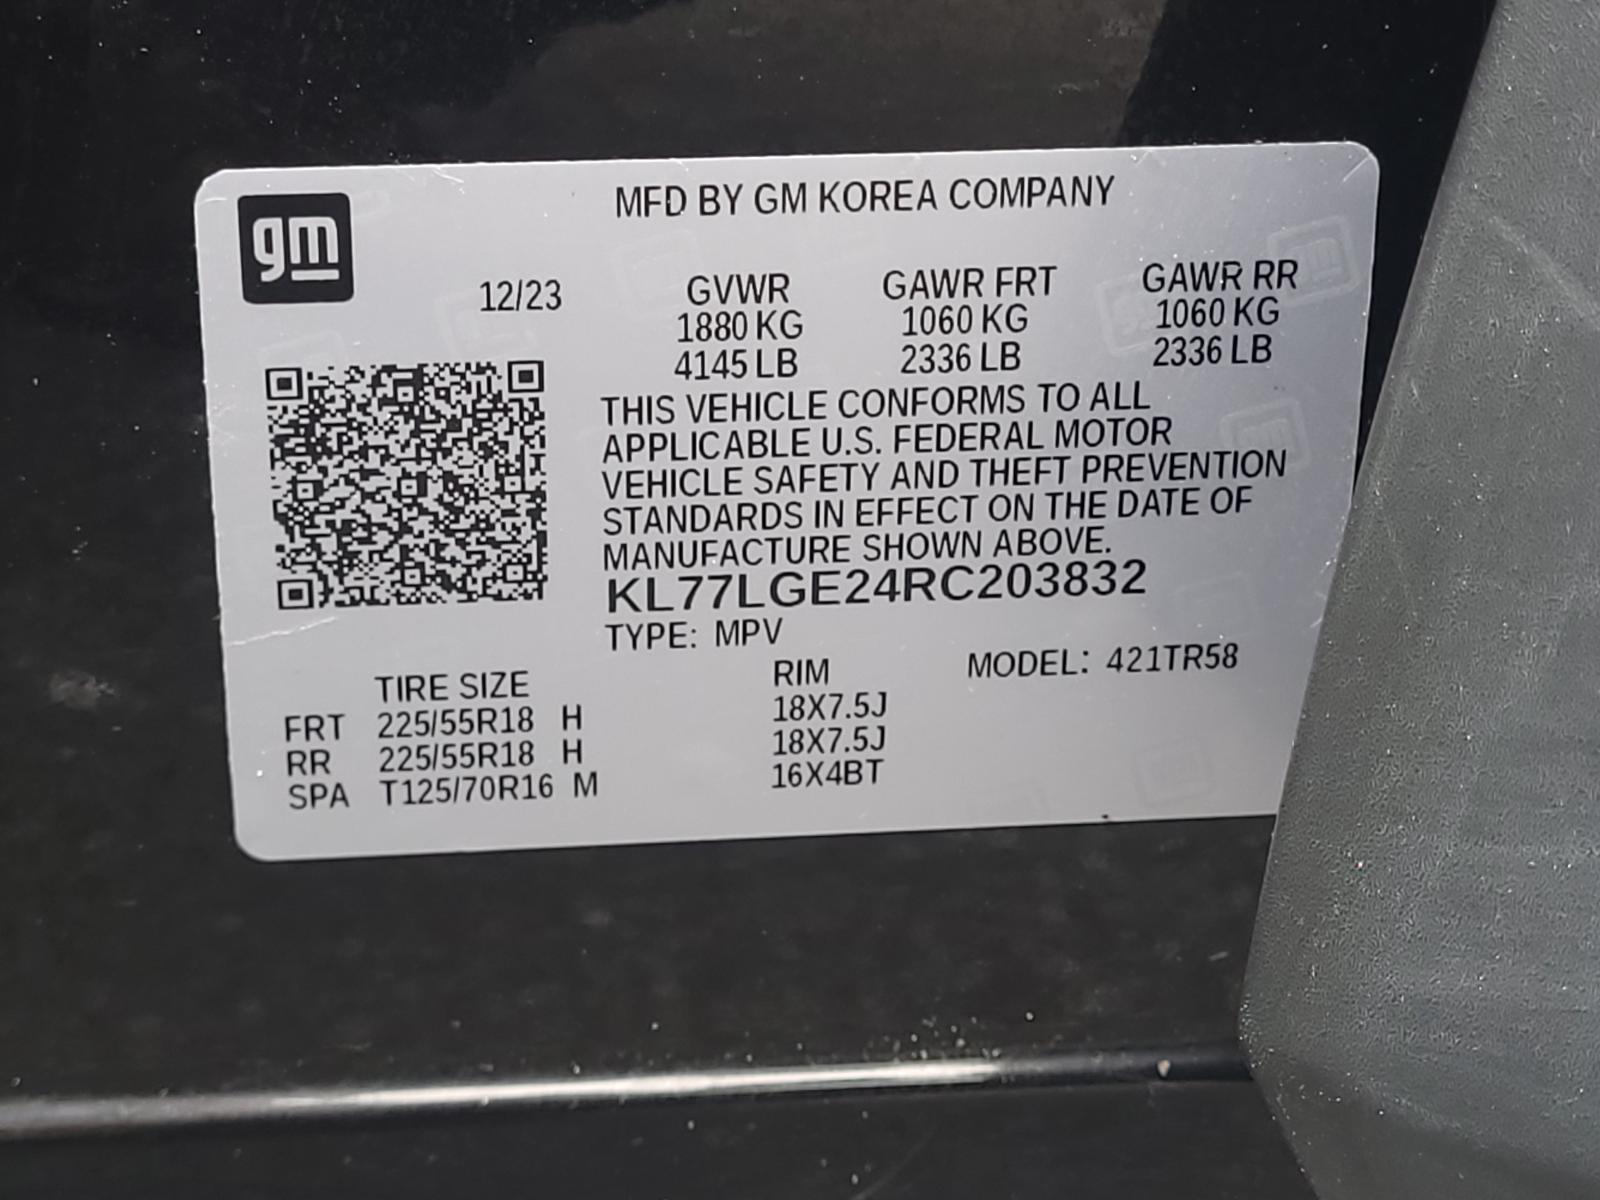 gm
MFD BY GM KOREA COMPANY
12/23 GVWR GAWR FRT GAWR RR
1880 KG 1060 KG 1060 KG
4145 LB 2336 LB 2336 LB
THIS VEHICLE CONFORMS TO ALL
APPLICABLE U.S. FEDERAL MOTOR
VEHICLE SAFETY AND THEFT PREVENTION
STANDARDS IN EFFECT ON THE DATE OF
MANUFACTURE SHOWN ABOVE.
KL77LGE24RC203832
TYPE: MPV
TIRE SIZE RIM MODEL: 421TR58
FRT 225/55R18 H 18X7.5J
RR 225/55R18 H 18X7.5J
SPA T125/70R16 M 16X4BT